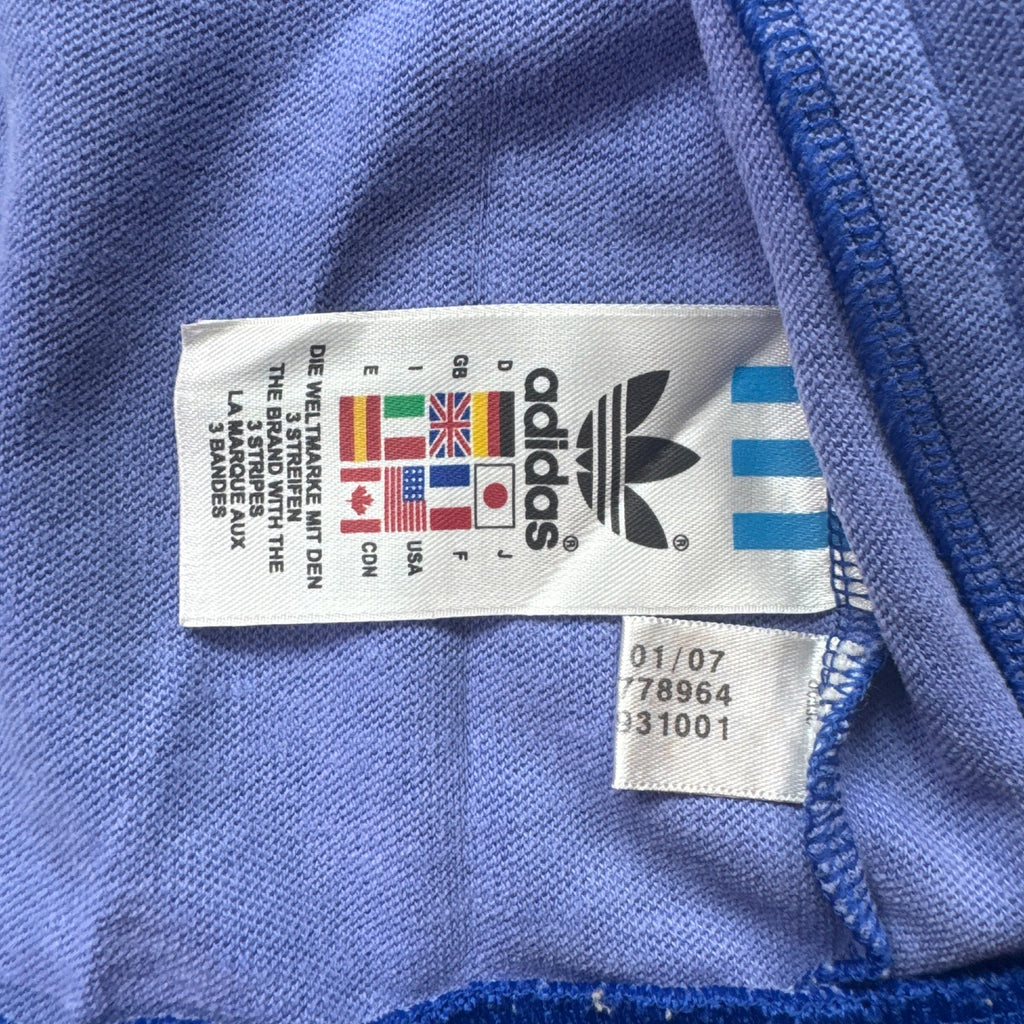 adidas®
®
D
J
GB
F
I
USA
E
CDN
DIE WELTMARKE MIT DEN
3 STREIFEN
THE BRAND WITH THE
3 STRIPES
LA MARQUE AUX
3 BANDES
01/07
778964
931001